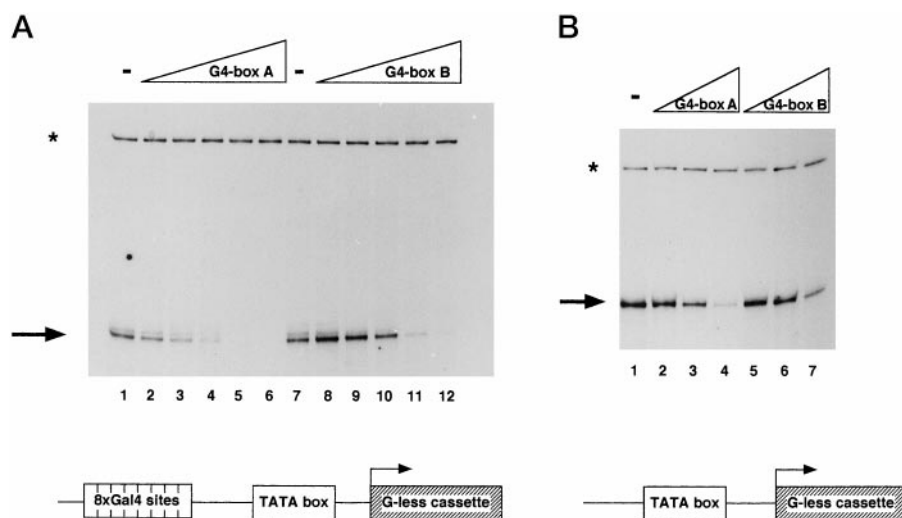 A
B
- G4-box A - G4-box B
- G4-box A G4-box B
*
*
1 2 3 4 5 6 7 8 9 10 11 12
1 2 3 4 5 6 7
8xGal4 sites TATA box G-less cassette
TATA box G-less cassette